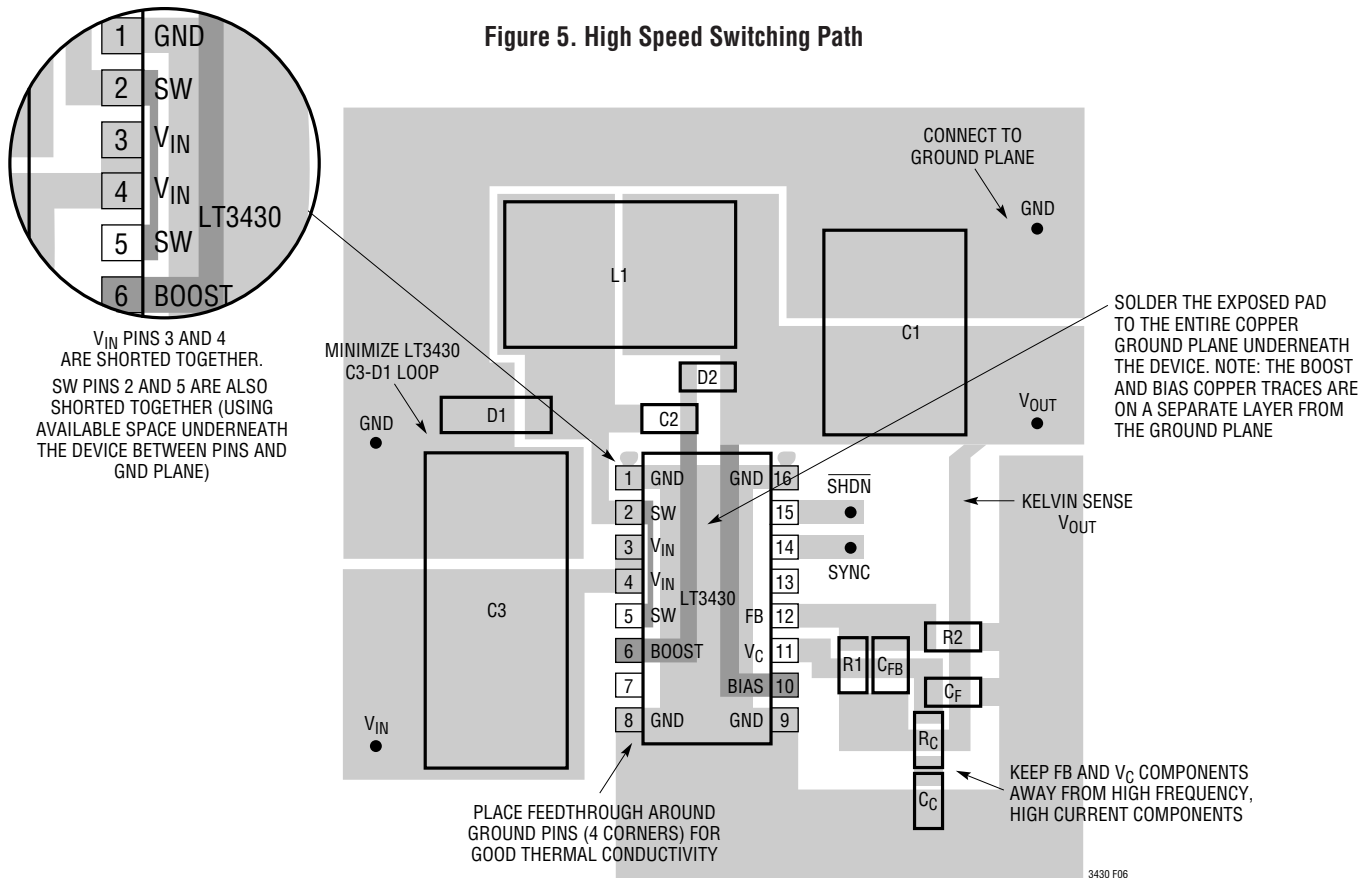 Figure 5. High Speed Switching Path
1 GND
2 SW
3 VIN
4 VIN
LT3430
5 SW
6 BOOST
VIN PINS 3 AND 4
ARE SHORTED TOGETHER.
SW PINS 2 AND 5 ARE ALSO
SHORTED TOGETHER (USING
AVAILABLE SPACE UNDERNEATH
THE DEVICE BETWEEN PINS AND
GND PLANE)
CONNECT TO
GROUND PLANE
GND
L1
C1
SOLDER THE EXPOSED PAD
TO THE ENTIRE COPPER
GROUND PLANE UNDERNEATH
THE DEVICE. NOTE: THE BOOST
AND BIAS COPPER TRACES ARE
ON A SEPARATE LAYER FROM
THE GROUND PLANE
MINIMIZE LT3430
C3-D1 LOOP
D2
GND
D1
C2
VOUT
1 GND
GND 16
2 SW
15
SHDN
3 VIN
14
SYNC
4 VIN
13
LT3430
5 SW
FB 12
6 BOOST
VC 11
7
BIAS 10
8 GND
GND 9
KELVIN SENSE
VOUT
C3
R2
R1
CFB
CF
RC
CC
VIN
KEEP FB AND VC COMPONENTS
AWAY FROM HIGH FREQUENCY,
HIGH CURRENT COMPONENTS
PLACE FEEDTHROUGH AROUND
GROUND PINS (4 CORNERS) FOR
GOOD THERMAL CONDUCTIVITY
3430 F06